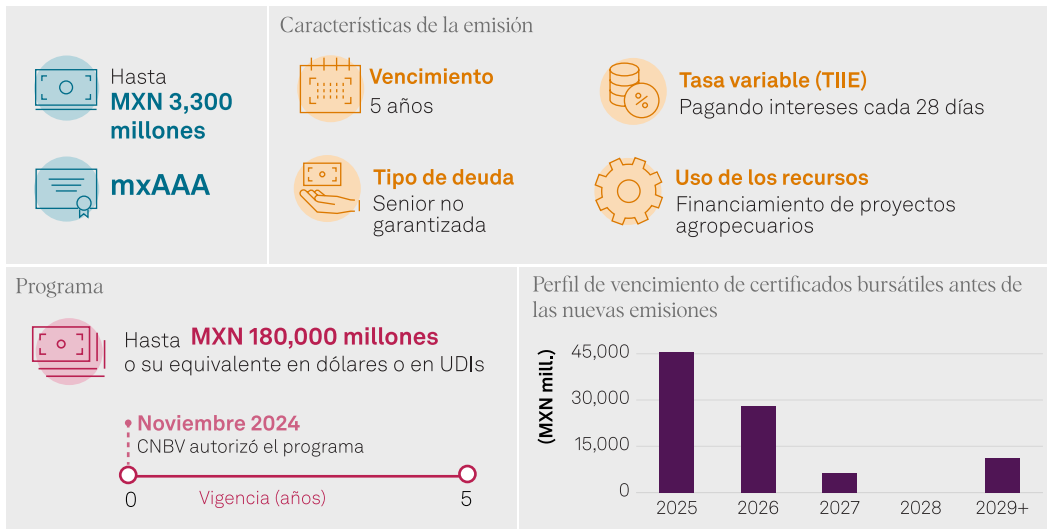 Hasta
MXN 3,300
millones
mxAAA
Características de la emisión
Vencimiento
5 años
Tasa variable (TIIE)
Pagando intereses cada 28 días
Tipo de deuda
Senior no
garantizada
Uso de los recursos
Financiamiento de proyectos
agropecuarios
Programa
Hasta MXN 180,000 millones
o su equivalente en dólares o en UDIs
Noviembre 2024
CNBV autorizó el programa
0 Vigencia (años) 5
Perfil de vencimiento de certificados bursátiles antes de
las nuevas emisiones
(MXN mill.)
45,000
30,000
15,000
0
2025 2026 2027 2028 2029+